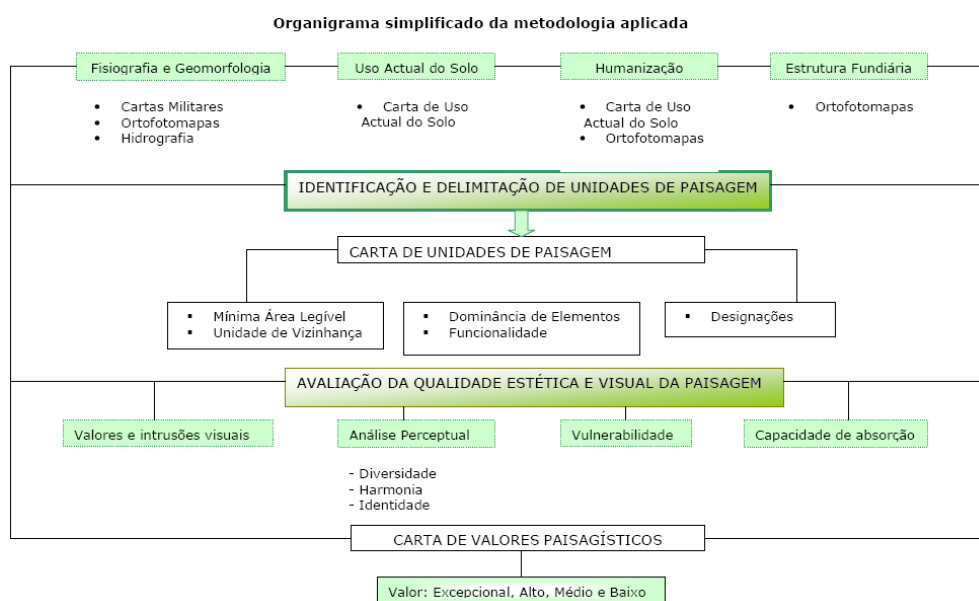 Organigrama simplificado da metodologia aplicada
Fisiografia e Geomorfologia
Uso Actual do Solo
Humanização
Estrutura Fundiária
• Cartas Militares
• Ortofotomapas
• Hidrografia
• Carta de Uso
Actual do Solo
• Carta de Uso
Actual do Solo
• Ortofotomapas
• Ortofotomapas
IDENTIFICAÇÃO E DELIMITAÇÃO DE UNIDADES DE PAISAGEM
CARTA DE UNIDADES DE PAISAGEM
▪ Mínima Área Legível
▪ Unidade de Vizinhança
▪ Dominância de Elementos
▪ Funcionalidade
▪ Designações
AVALIAÇÃO DA QUALIDADE ESTÉTICA E VISUAL DA PAISAGEM
Valores e intrusões visuais
Análise Perceptual
Vulnerabilidade
Capacidade de absorção
- Diversidade
- Harmonia
- Identidade
CARTA DE VALORES PAISAGÍSTICOS
Valor: Excepcional, Alto, Médio e Baixo